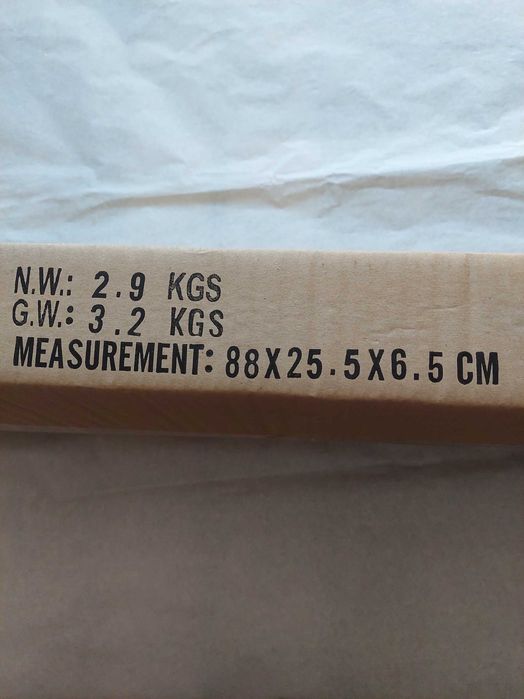 N.W.: 2.9 KGS
G.W.: 3.2 KGS
MEASUREMENT: 88X25.5X6.5 CM